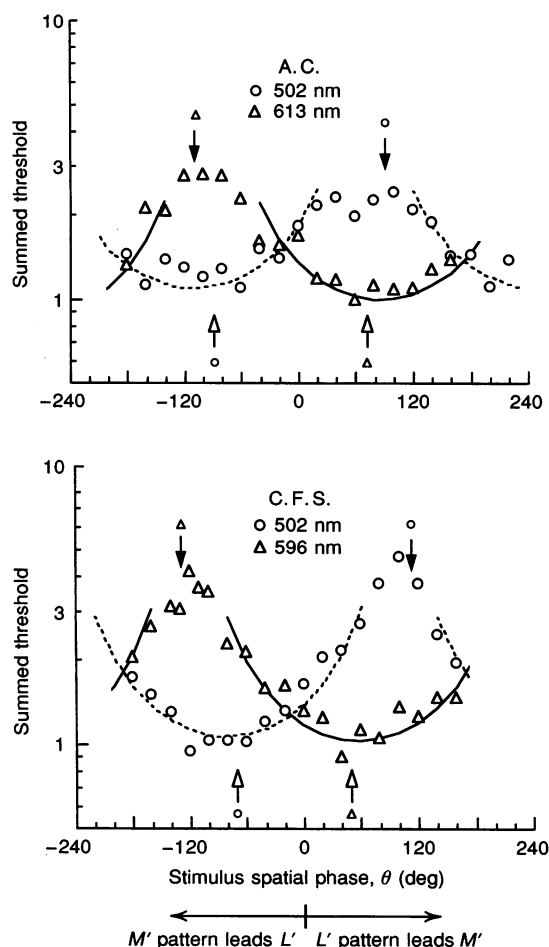 10
A.C.
○ 502 nm
△ 613 nm
3
Summed threshold
1
−240 −120 0 120 240
10
C.F.S.
○ 502 nm
△ 596 nm
3
Summed threshold
1
−240 −120 0 120 240
Stimulus spatial phase, θ (deg)
M′ pattern leads L′ L′ pattern leads M′